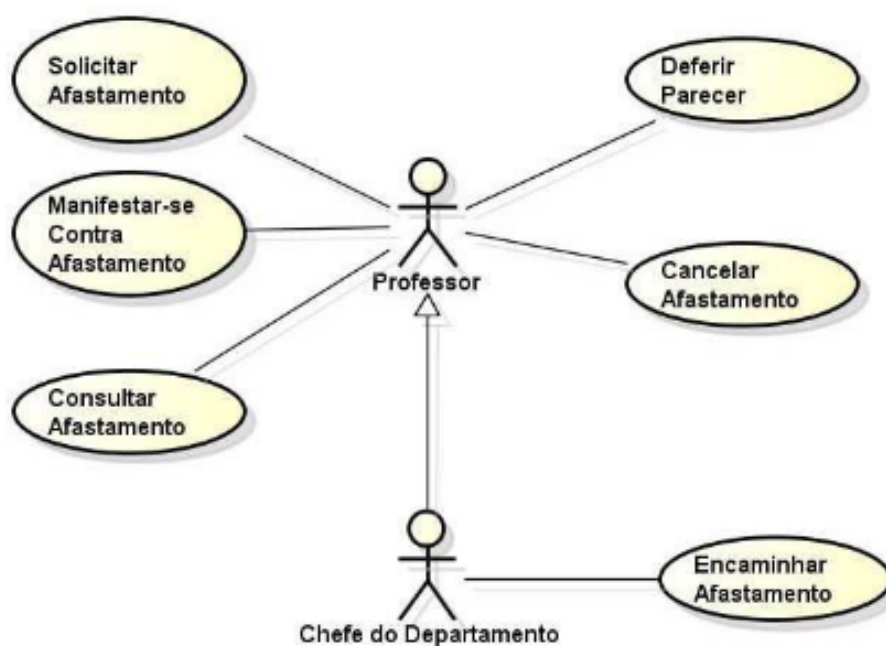 Solicitar
Afastamento
Deferir
Parecer
Manifestar-se
Contra
Afastamento
Professor
Cancelar
Afastamento
Consultar
Afastamento
Encaminhar
Afastamento
Chefe do Departamento